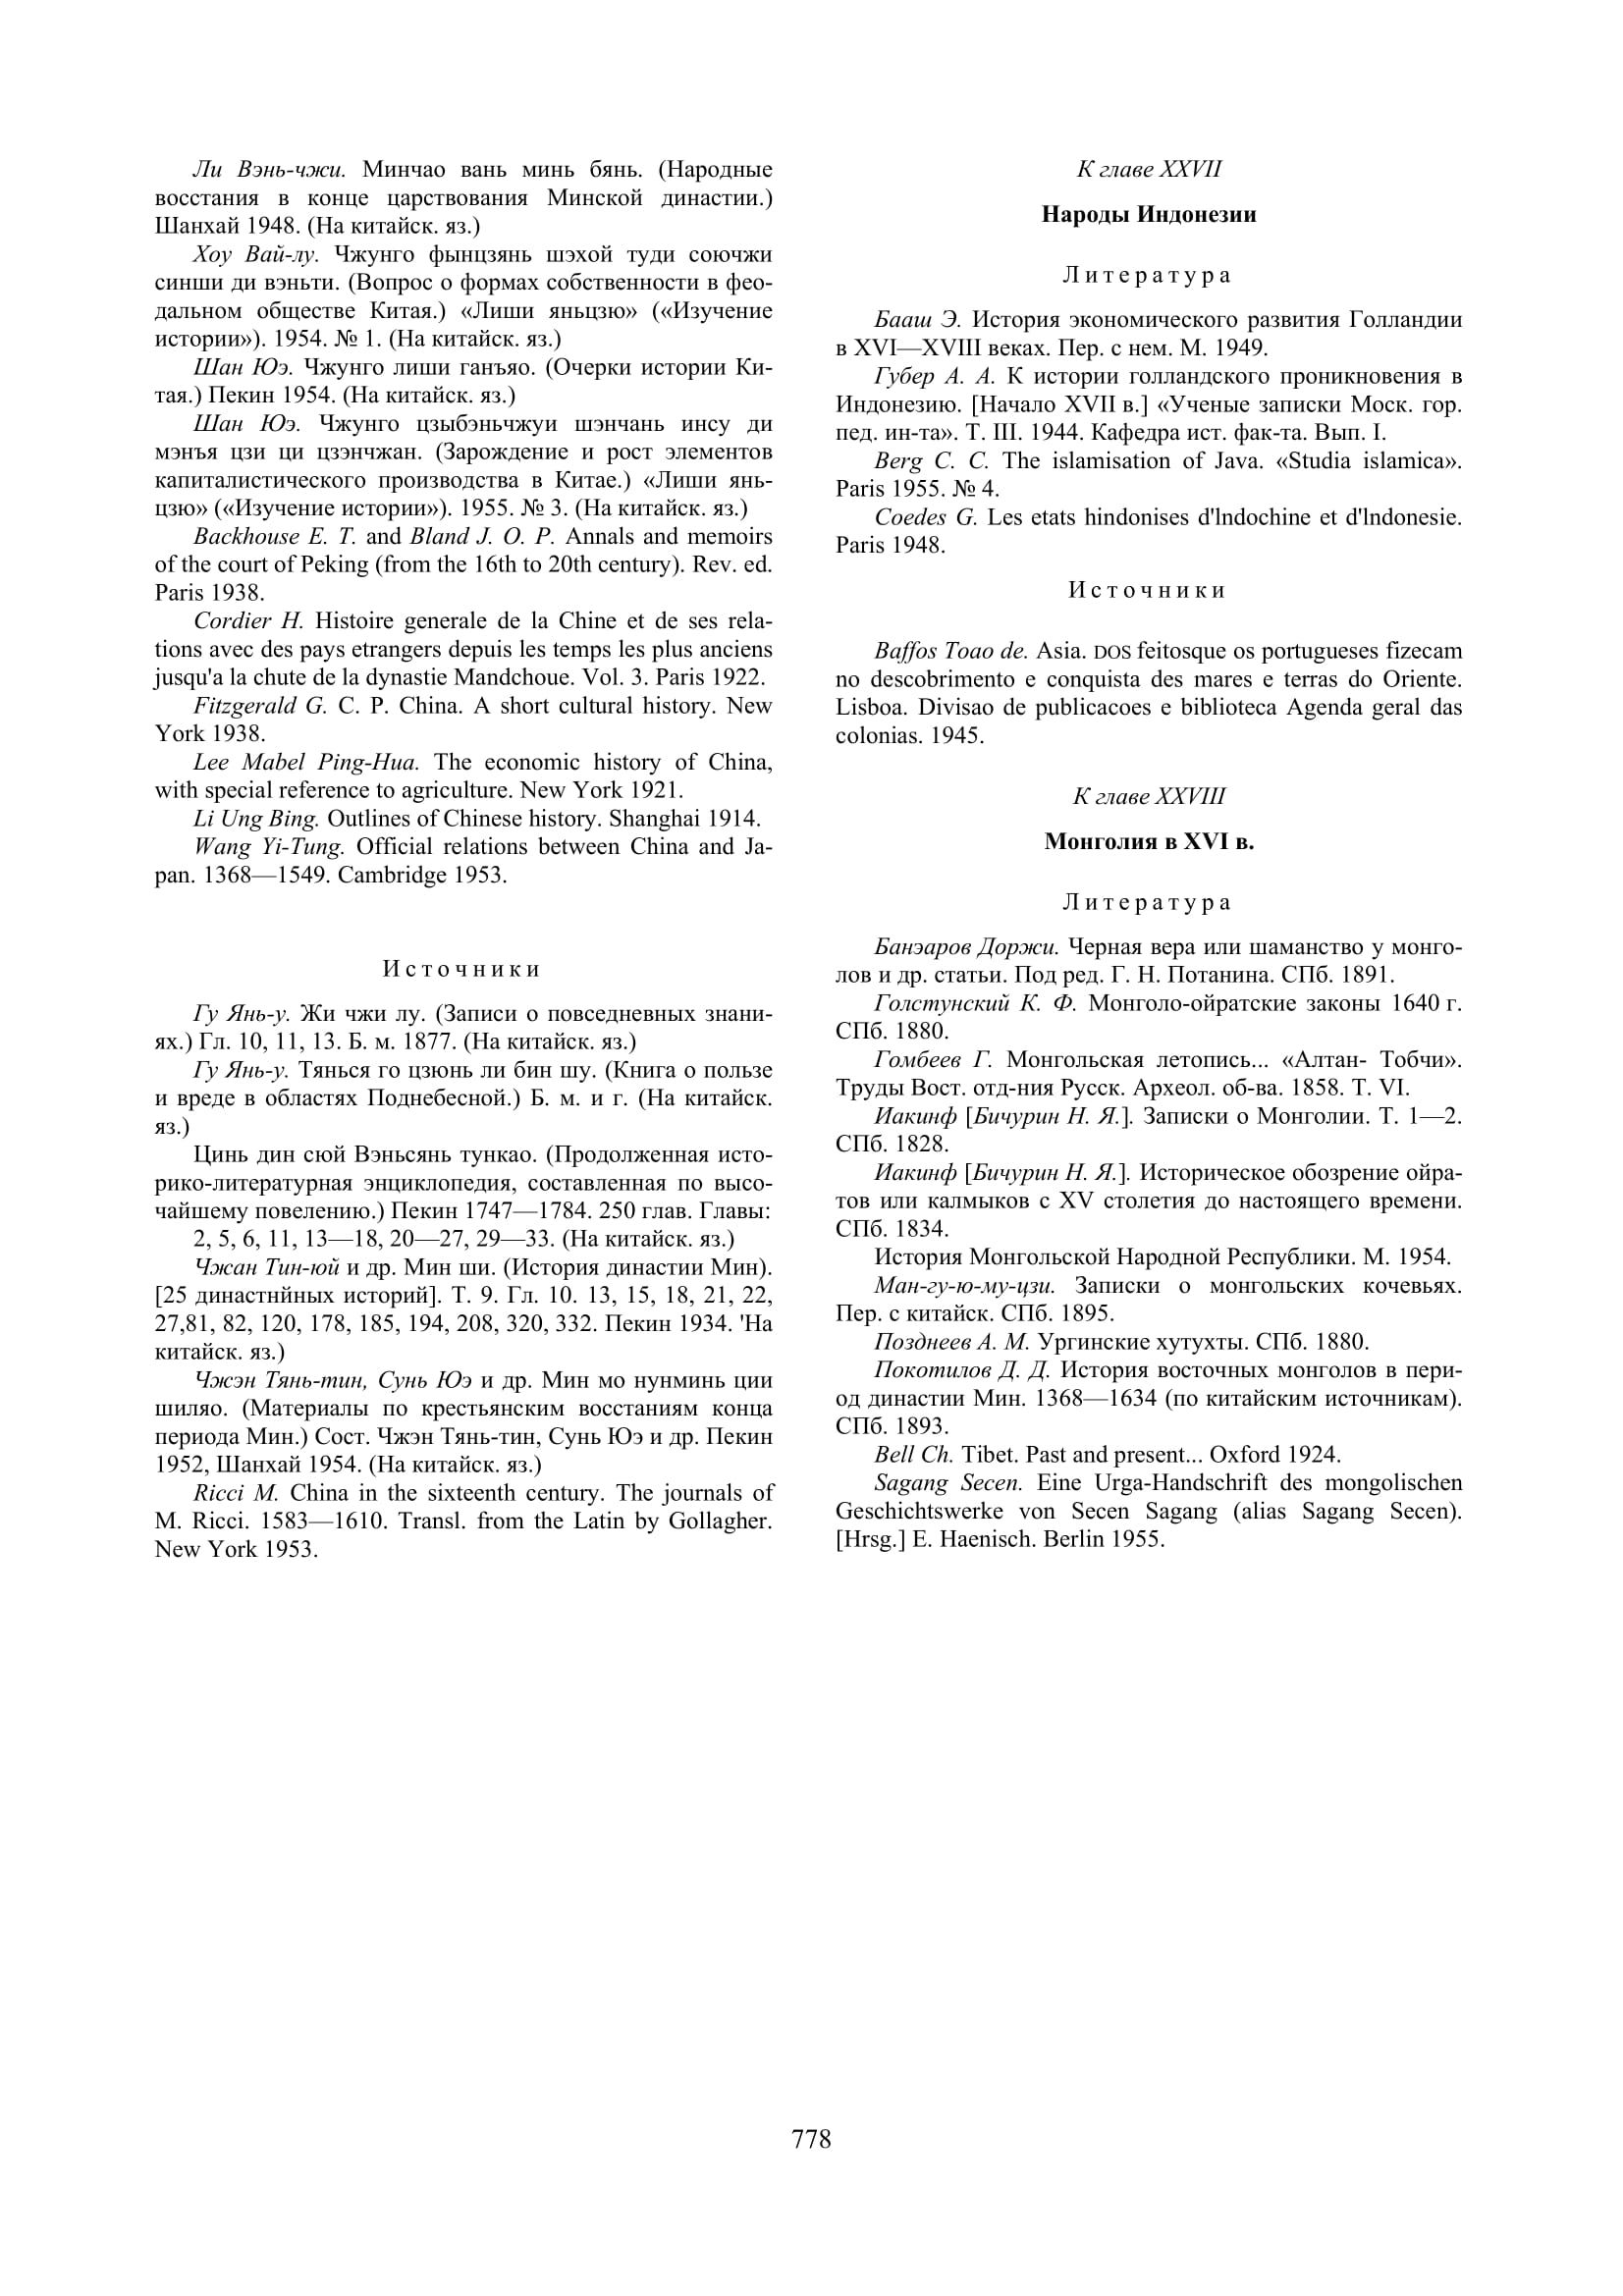 Ли Вэнь-чжи. Минчао вань минь бянь. (Народные
восстания в конце царствования Минской династии.)
Шанхай 1948. (На китайск. яз.)
Хоу Вай-лу. Чжунго фынцзянь шэхой туди союжчи
синши ди вэньти. (Вопрос о формах собственности в фео-
дальном обществе Китая.) «Лиши яньцзю» («Изучение
истории»). 1954. № 1. (На китайск. яз.)
Шан Юэ. Чжунго лиши ганъяо. (Очерки истории Ки-
тая.) Пекин 1954. (На китайск. яз.)
Шан Юэ. Чжунго цзыбэньчжуи шэнчань инсу ди
мэнъя цзи ци цзэнчжан. (Зарождение и рост элементов
капиталистического производства в Китае.) «Лиши янь-
цзю» («Изучение истории»). 1955. № 3. (На китайск. яз.)
Backhouse E. T. and Bland J. O. P. Annals and memoirs
of the court of Peking (from the 16th to 20th century). Rev. ed.
Paris 1938.
Cordier H. Histoire generale de la Chine et de ses rela-
tions avec des pays etrangers depuis les temps les plus anciens
jusqu'a la chute de la dynastie Mandchoue. Vol. 3. Paris 1922.
Fitzgerald G. C. P. China. A short cultural history. New
York 1938.
Lee Mabel Ping-Hua. The economic history of China,
with special reference to agriculture. New York 1921.
Li Ung Bing. Outlines of Chinese history. Shanghai 1914.
Wang Yi-Tung. Official relations between China and Ja-
pan. 1368—1549. Cambridge 1953.
Источники
Гу Янь-у. Жи чжи лу. (Записи о повседневных знани-
ях.) Гл. 10, 11, 13. Б. м. 1877. (На китайск. яз.)
Гу Янь-у. Тянься го цзюнь ли бин шу. (Книга о пользе
и вреде в областях Поднебесной.) Б. м. и г. (На китайск.
яз.)
Цинь дин сюй Вэньсянь тункао. (Продолженная исто-
рико-литературная энциклопедия, составленная по высо-
чайшему повелению.) Пекин 1747—1784. 250 глав. Главы:
2, 5, 6, 11, 13—18, 20—27, 29—33. (На китайск. яз.)
Чжан Тин-юй и др. Мин ши. (История династии Мин).
[25 династнйных историй]. Т. 9. Гл. 10. 13, 15, 18, 21, 22,
27,81, 82, 120, 178, 185, 194, 208, 320, 332. Пекин 1934. 'На
китайск. яз.)
Чжэн Тянь-тин, Сунь Юэ и др. Мин мо нунминь ции
шиляо. (Материалы по крестьянским восстаниям конца
периода Мин.) Сост. Чжэн Тянь-тин, Сунь Юэ и др. Пекин
1952, Шанхай 1954. (На китайск. яз.)
Ricci M. China in the sixteenth century. The journals of
M. Ricci. 1583—1610. Transl. from the Latin by Gollagher.
New York 1953.
К главе XXVII
Народы Индонезии
Литература
Бааш Э. История экономического развития Голландии
в XVI—XVIII веках. Пер. с нем. М. 1949.
Губер А. А. К истории голландского проникновения в
Индонезию. [Начало XVII в.] «Ученые записки Моск. гор.
пед. ин-та». Т. III. 1944. Кафедра ист. фак-та. Вып. I.
Berg C. C. The islamisation of Java. «Studia islamica».
Paris 1955. № 4.
Coedes G. Les etats hindonises d'lndochine et d'lndonesie.
Paris 1948.
Источники
Baffos Toao de. Asia. DOS feitosque os portugueses fizecam
no descobrimento e conquista des mares e terras do Oriente.
Lisboa. Divisao de publicacoes e biblioteca Agenda geral das
colonias. 1945.
К главе XXVIII
Монголия в XVI в.
Литература
Банэаров Доржи. Черная вера или шаманство у монго-
лов и др. статьи. Под ред. Г. Н. Потанина. СПб. 1891.
Голстунский К. Ф. Монголо-ойратские законы 1640 г.
СПб. 1880.
Гомбеев Г. Монгольская летопись... «Алтан- Тобчи».
Труды Вост. отд-ния Русск. Археол. об-ва. 1858. Т. VI.
Иакинф [Бичурин Н. Я.]. Записки о Монголии. Т. 1—2.
СПб. 1828.
Иакинф [Бичурин Н. Я.]. Историческое обозрение ойра-
тов или калмыков с XV столетия до настоящего времени.
СПб. 1834.
История Монгольской Народной Республики. М. 1954.
Ман-гу-ю-му-цзи. Записки о монгольских кочевьях.
Пер. с китайск. СПб. 1895.
Позднеев А. М. Ургинские хутухты. СПб. 1880.
Покотилов Д. Д. История восточных монголов в пери-
од династии Мин. 1368—1634 (по китайским источникам).
СПб. 1893.
Bell Ch. Tibet. Past and present... Oxford 1924.
Sagang Secen. Eine Urga-Handschrift des mongolischen
Geschichtswerke von Secen Sagang (alias Sagang Secen).
[Hrsg.] E. Haenisch. Berlin 1955.
778